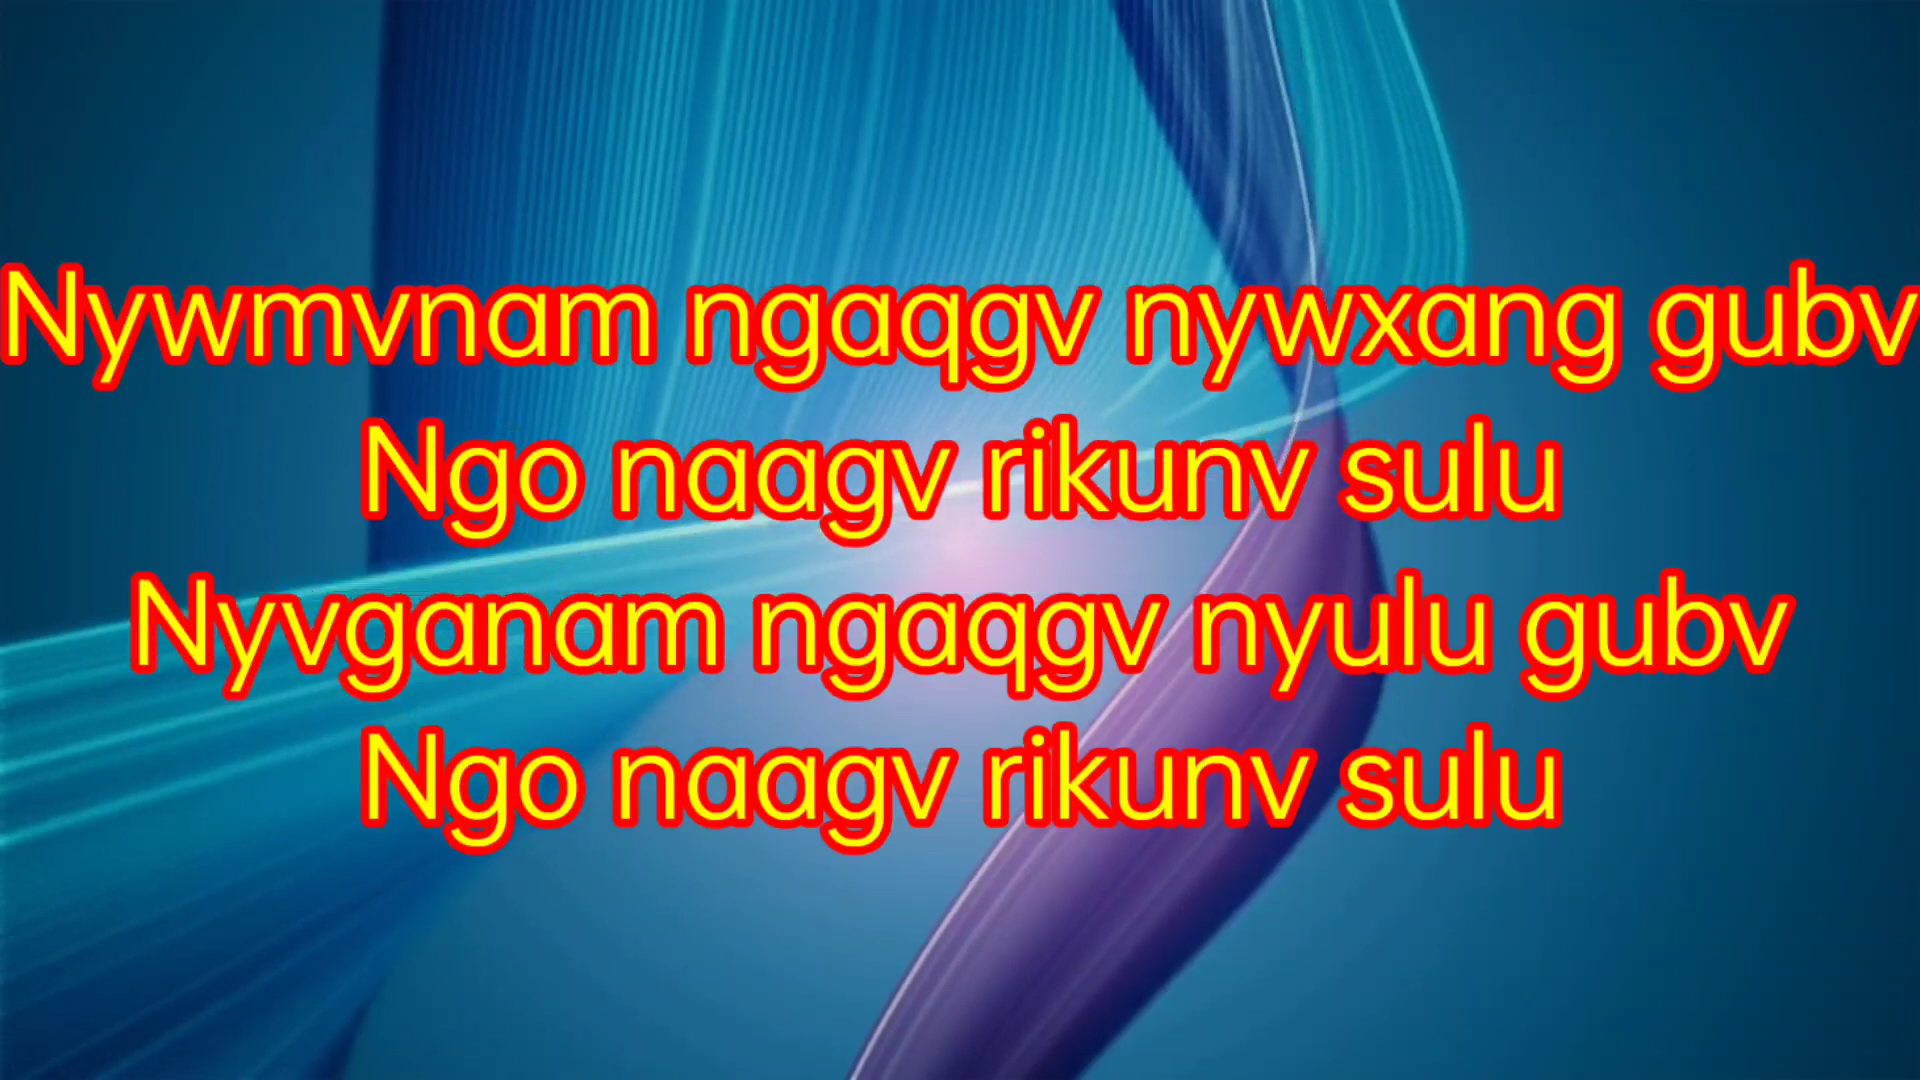 Nywmvnam ngaqgv nywxang gubv
Ngo naagv rikunv sulu
Nyvganam ngaqgv nyulu gubv
Ngo naagv rikunv sulu